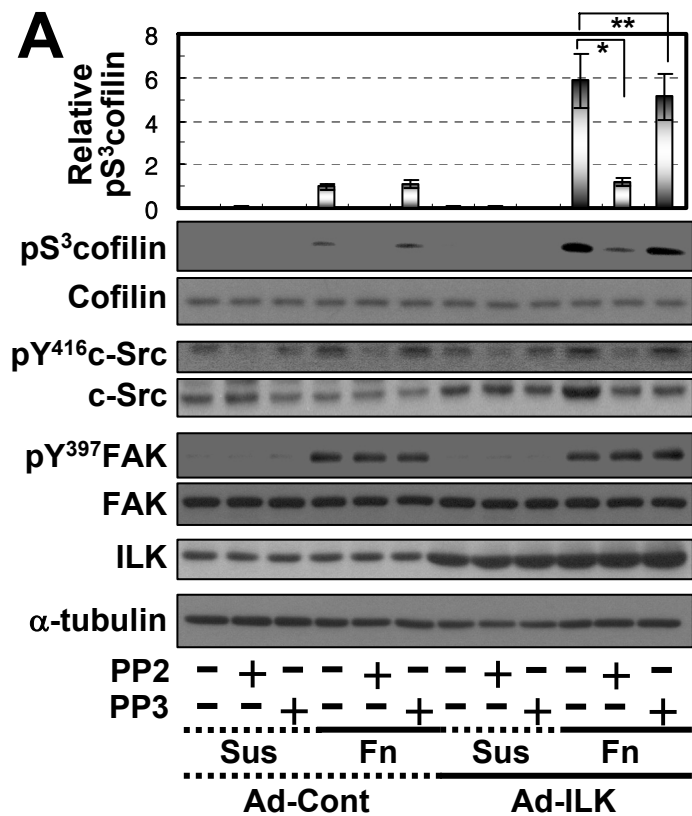 A
Relative
pS³cofilin
8
6
4
2
0
**
*
pS³cofilin
Cofilin
pY⁴¹⁶c-Src
c-Src
pY³⁹⁷FAK
FAK
ILK
α-tubulin
PP2 − + − − + − − + − − + −
PP3 − − + − − + − − + − − +
Sus Fn Sus Fn
Ad-Cont Ad-ILK